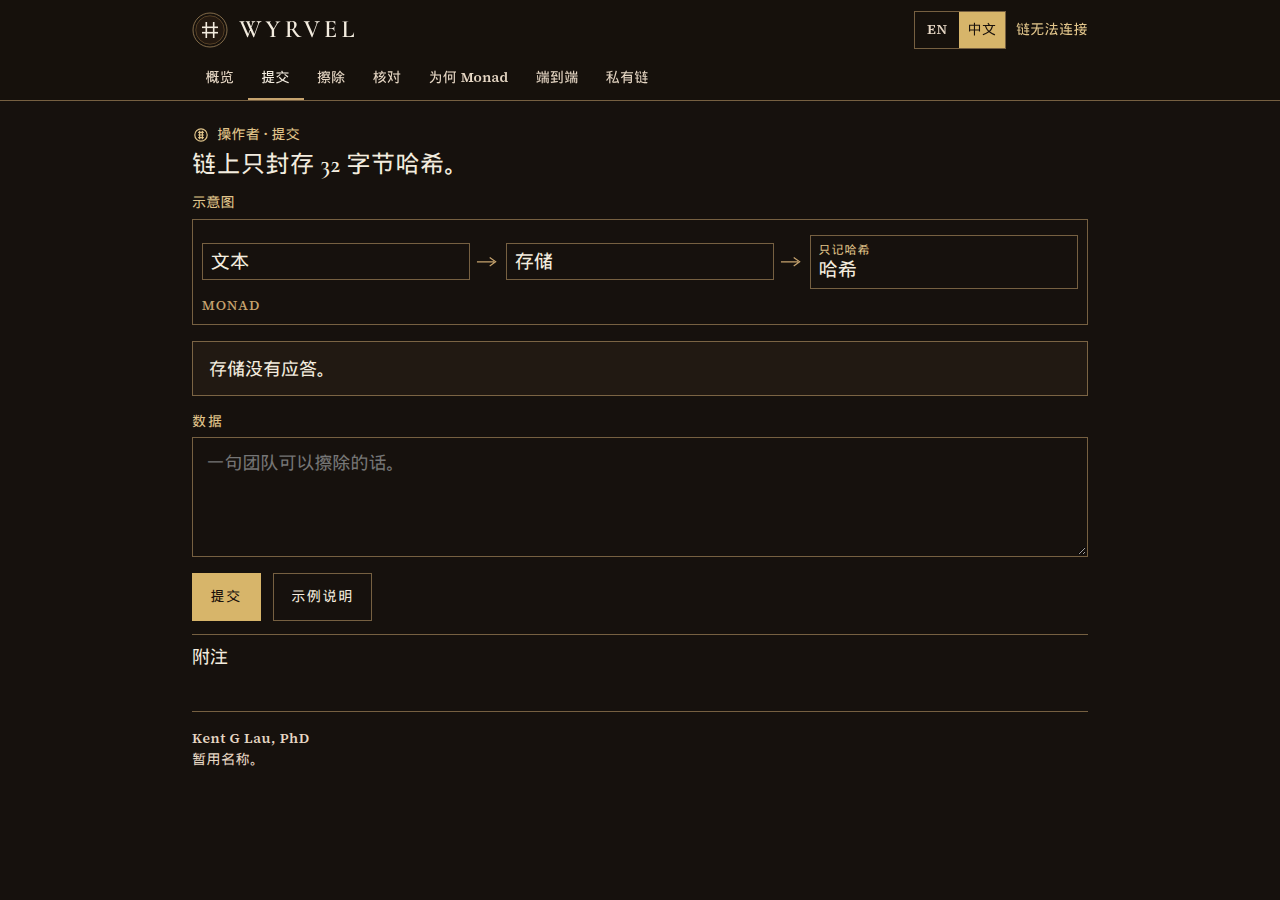 WYRVEL
EN 中文 链无法连接
概览 提交 擦除 核对 为何 Monad 端到端 私有链
操作者 · 提交
链上只封存 32 字节哈希。
示意图
文本 → 存储 → 只记哈希
哈希
MONAD
存储没有应答。
数据
一句团队可以擦除的话。
提交 示例说明
附注
Kent G Lau, PhD
暂用名称。